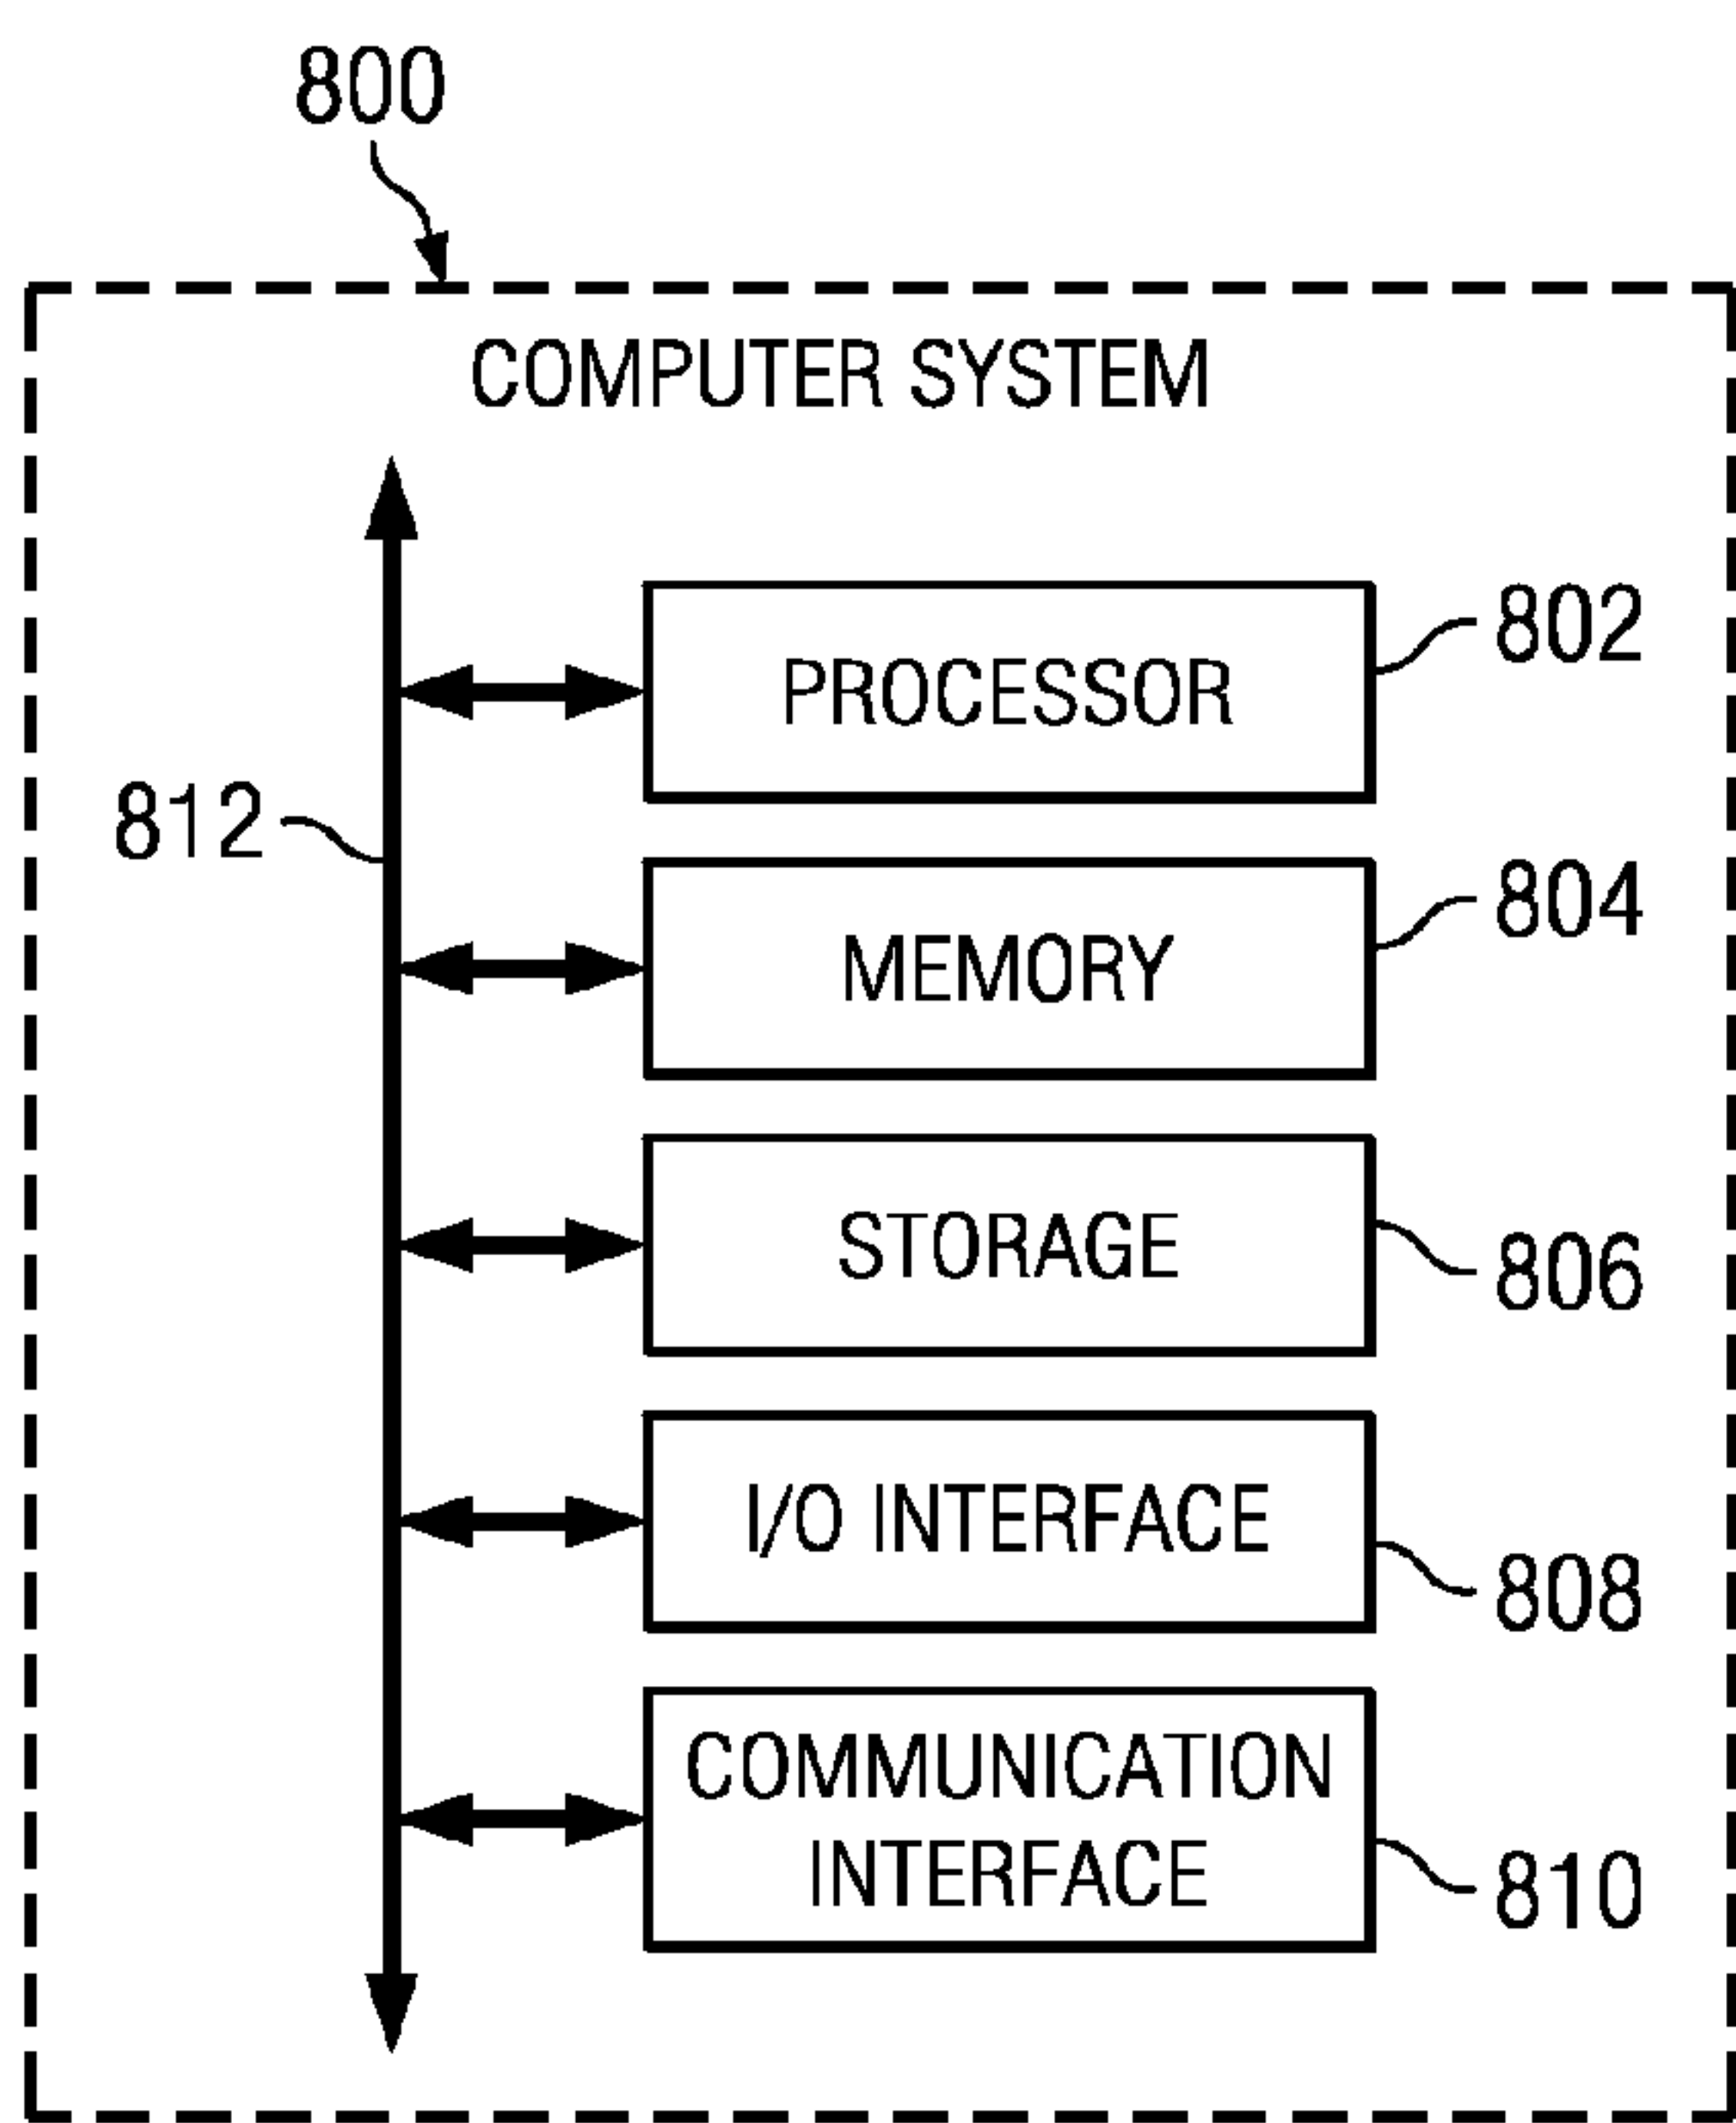 800
COMPUTER SYSTEM
PROCESSOR
802
812
MEMORY
804
STORAGE
806
I/O INTERFACE
808
COMMUNICATION
INTERFACE
810